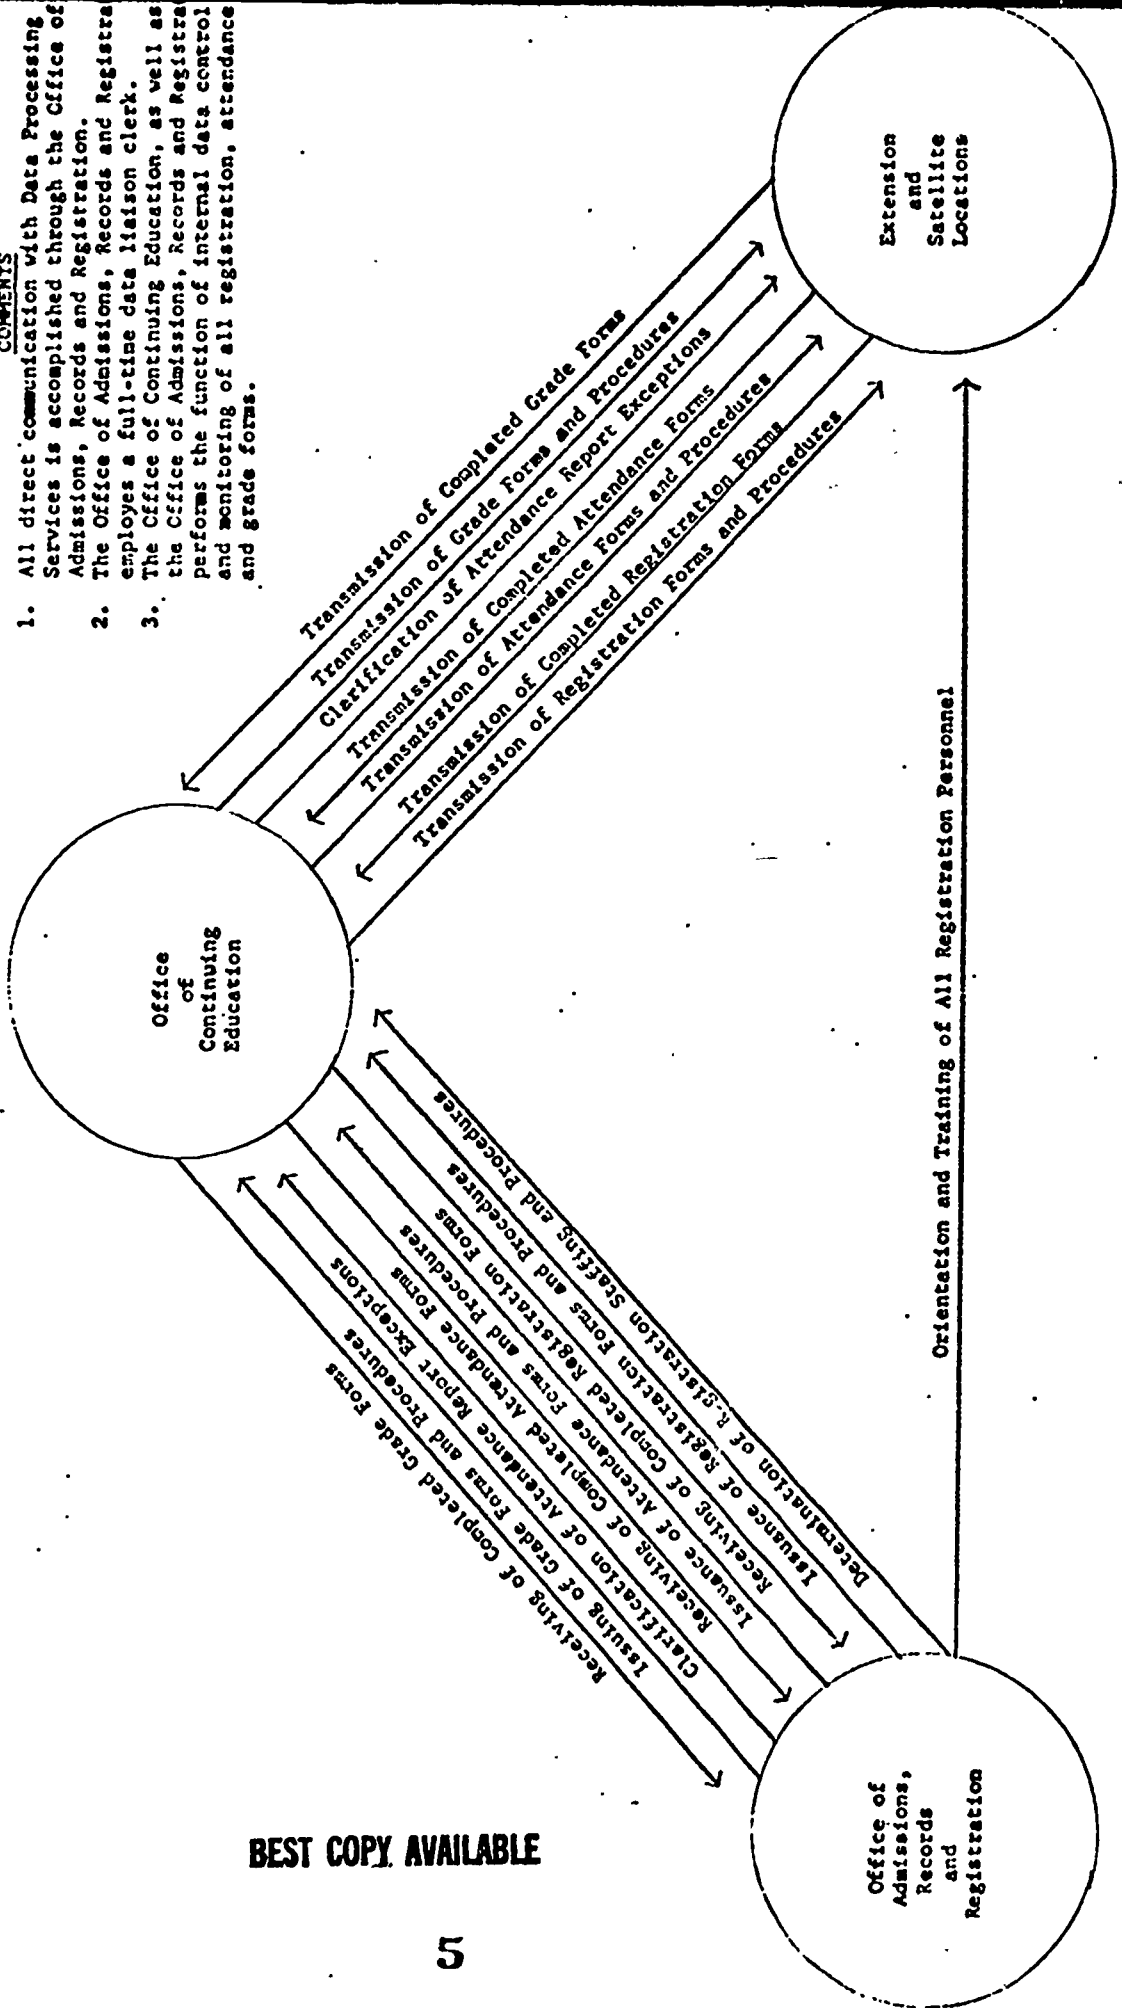 COMMENTS
1. All direct communication with Data Processing
Services is accomplished through the Office of
Admissions, Records and Registration.
2. The Office of Admissions, Records and Registra
employes a full-time data liaison clerk.
3. The Office of Continuing Education, as well as
the Office of Admissions, Records and Registra
performs the function of internal data control
and monitoring of all registration, attendance
and grade forms.
Office
of
Continuing
Education
Extension
and
Satellite
Locations
Office of
Admissions,
Records
and
Registration
Transmission of Completed Grade Forms
Transmission of Grade Forms and Procedures
Clarification of Attendance Report Exceptions
Transmission of Completed Attendance Forms
Transmission of Attendance Forms and Procedures
Transmission of Completed Registration Forms
Transmission of Registration Forms and Procedures
Receiving of Completed Grade Forms
Issuing of Grade Forms and Procedures
Clarification of Attendance Report Exceptions
Receiving of Completed Attendance Forms
Issuance of Attendance Forms and Procedures
Receiving of Completed Registration Forms
Issuance of Registration Forms and Procedures
Determination of R-gistration Staffing and Procedures
Orientation and Training of All Registration Personnel
BEST COPY AVAILABLE
5